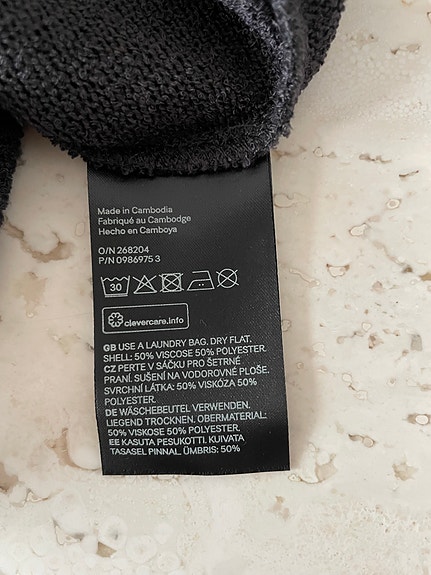 Made in Cambodia
Fabriqué au Cambodge
Hecho en Camboya
O/N 268204
P/N 0986975 3
30
clevercare.info
GB USE A LAUNDRY BAG. DRY FLAT.
SHELL: 50% VISCOSE 50% POLYESTER.
CZ PERTE V SÁČKU PRO ŠETRNÉ
PRANÍ. SUŠENÍ NA VODOROVNÉ PLOŠE.
SVRCHNÍ LÁTKA: 50% VISKÓZA 50%
POLYESTER.
DE WÄSCHEBEUTEL VERWENDEN.
LIEGEND TROCKNEN. OBERMATERIAL:
50% VISKOSE 50% POLYESTER.
EE KASUTA PESUKOTTI. KUIVATA
TASASEL PINNAL. ÜMBRIS: 50%